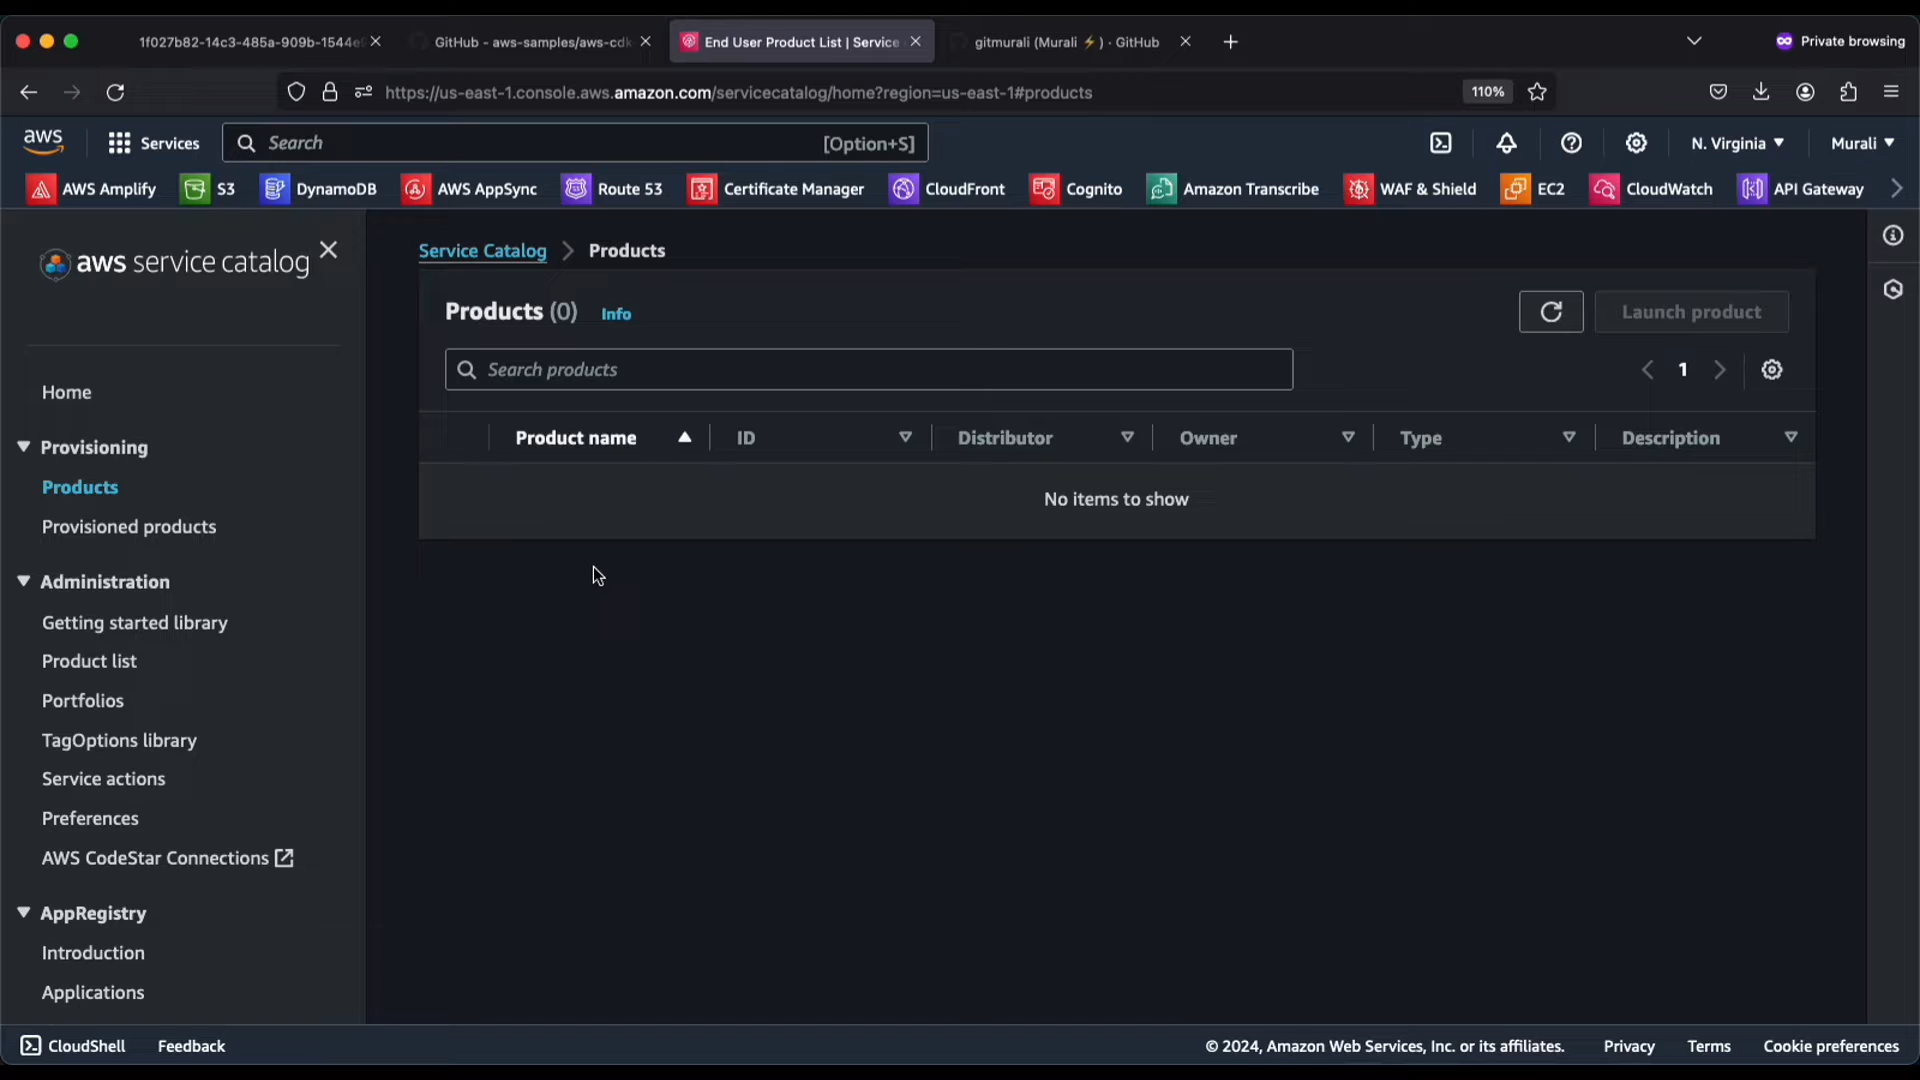 1f027b82-14c3-485a-909b-1544e
GitHub - aws-samples/aws-cdk
End User Product List | Service
gitmurali (Murali ⚡) · GitHub
Private browsing
https://us-east-1.console.aws.amazon.com/servicecatalog/home?region=us-east-1#products
110%
aws
Services
Search
[Option+S]
N. Virginia
Murali
AWS Amplify
S3
DynamoDB
AWS AppSync
Route 53
Certificate Manager
CloudFront
Cognito
Amazon Transcribe
WAF & Shield
EC2
CloudWatch
API Gateway
aws service catalog
Home
Provisioning
Products
Provisioned products
Administration
Getting started library
Product list
Portfolios
TagOptions library
Service actions
Preferences
AWS CodeStar Connections
AppRegistry
Introduction
Applications
Service Catalog > Products
Products (0) Info
Launch product
Search products
1
Product name
ID
Distributor
Owner
Type
Description
No items to show
CloudShell
Feedback
© 2024, Amazon Web Services, Inc. or its affiliates.
Privacy
Terms
Cookie preferences